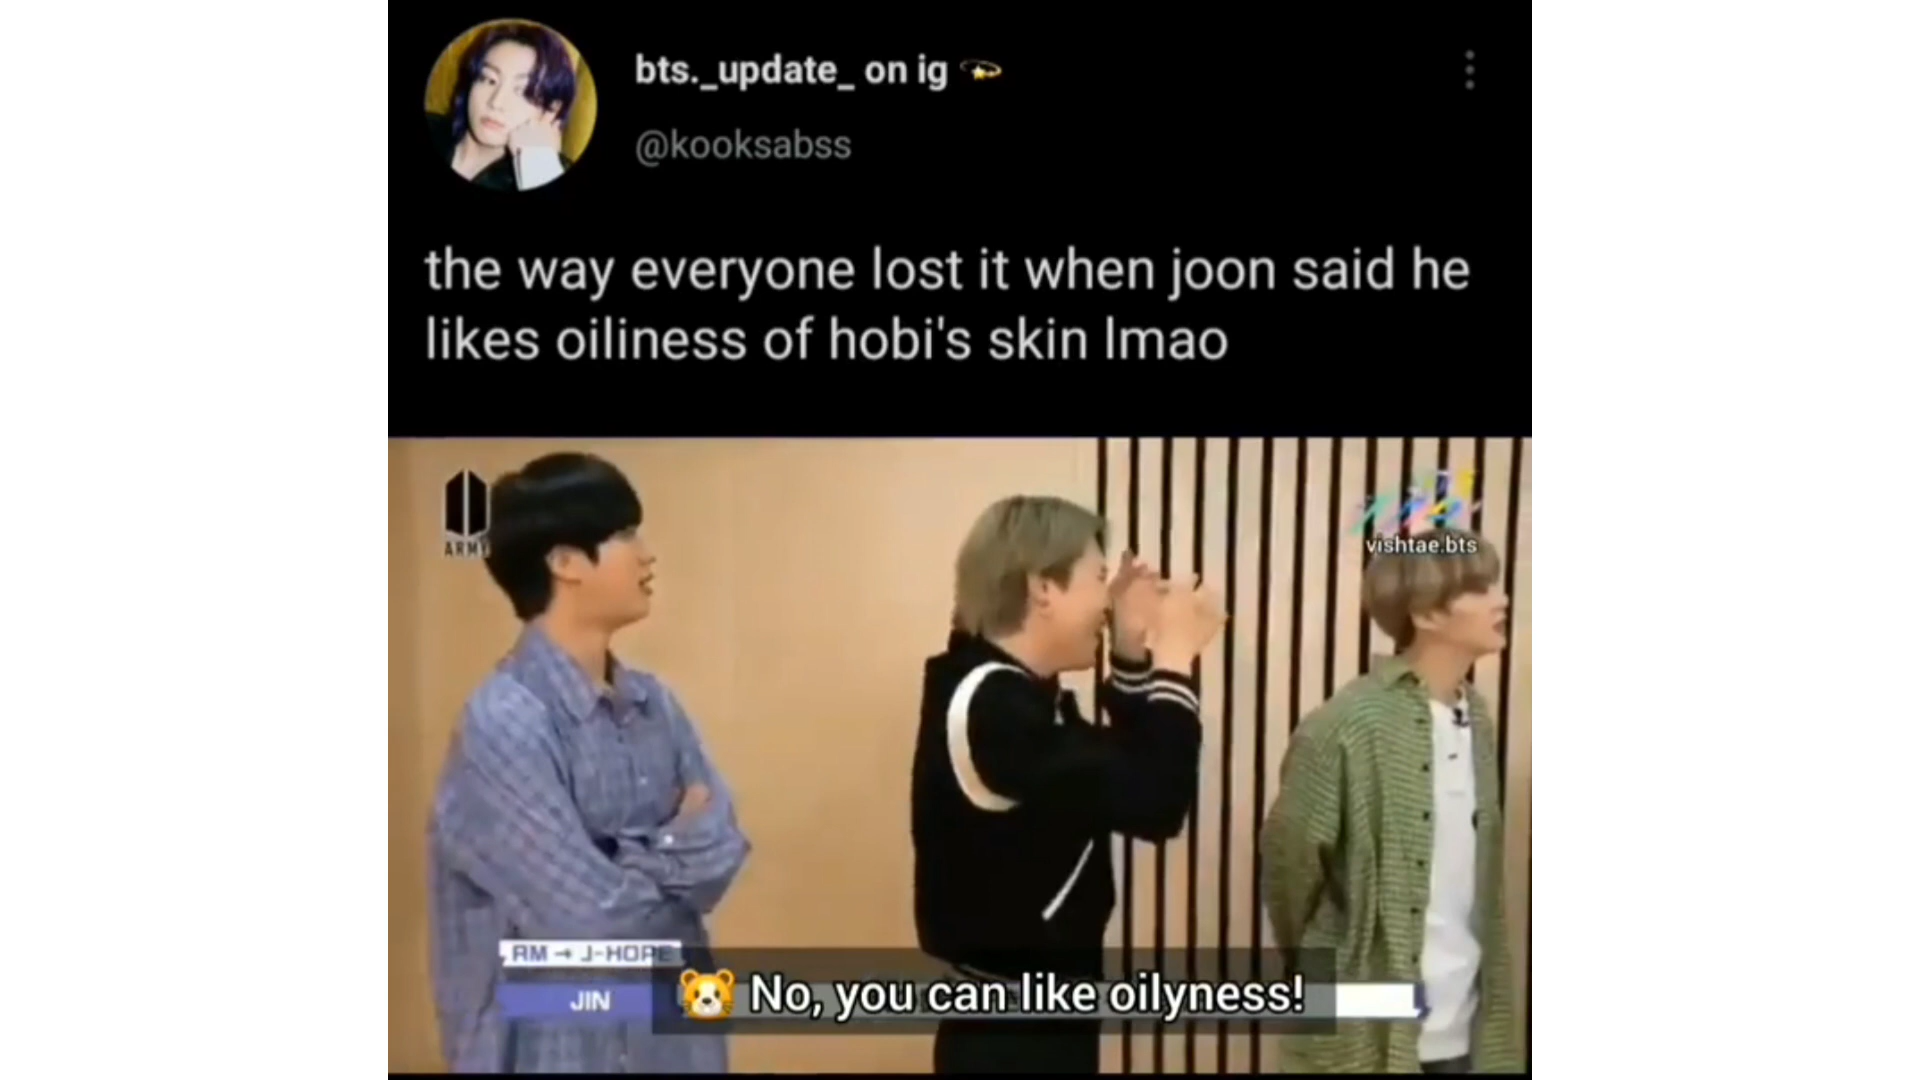 bts._update_ on ig
@kooksabss
the way everyone lost it when joon said he
likes oiliness of hobi's skin lmao
ARMY
vishtae.bts
RM → J-HOPE
JIN
No, you can like oilyness!